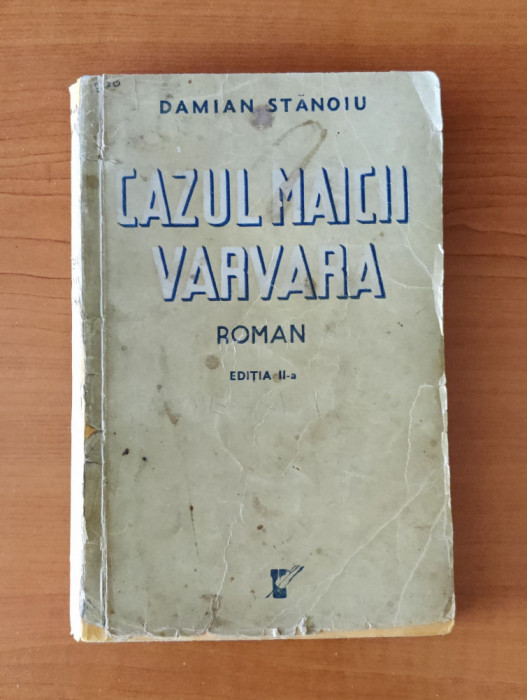 DAMIAN STĂNOIU
CAZUL MAICII
VARVARA
ROMAN
EDIȚIA II-a